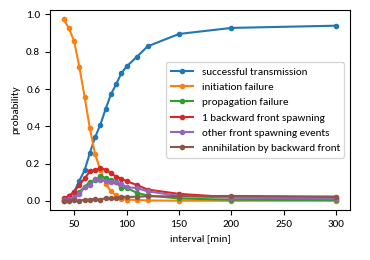 1.0
0.8
0.6
0.4
0.2
0.0
probability
successful transmission
initiation failure
propagation failure
1 backward front spawning
other front spawning events
annihilation by backward front
50 100 150 200 250 300
interval [min]